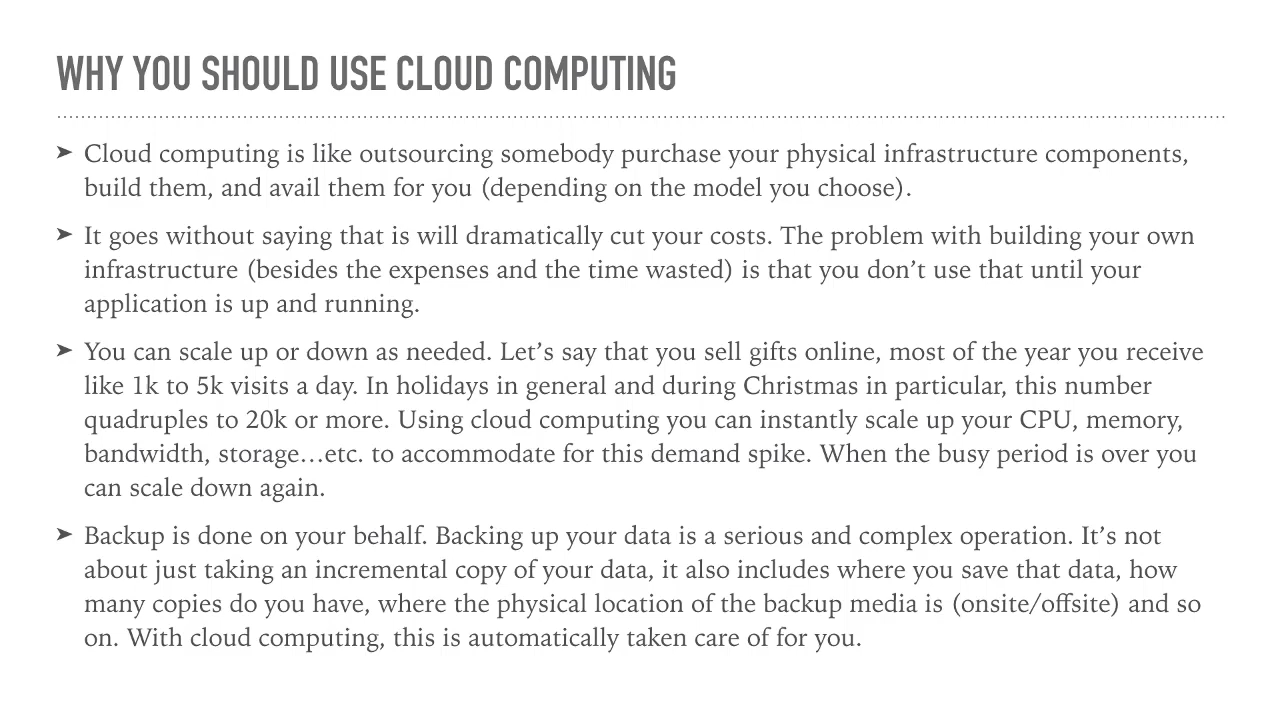 WHY YOU SHOULD USE CLOUD COMPUTING
➤ Cloud computing is like outsourcing somebody purchase your physical infrastructure components,
build them, and avail them for you (depending on the model you choose).
➤ It goes without saying that is will dramatically cut your costs. The problem with building your own
infrastructure (besides the expenses and the time wasted) is that you don’t use that until your
application is up and running.
➤ You can scale up or down as needed. Let’s say that you sell gifts online, most of the year you receive
like 1k to 5k visits a day. In holidays in general and during Christmas in particular, this number
quadruples to 20k or more. Using cloud computing you can instantly scale up your CPU, memory,
bandwidth, storage…etc. to accommodate for this demand spike. When the busy period is over you
can scale down again.
➤ Backup is done on your behalf. Backing up your data is a serious and complex operation. It’s not
about just taking an incremental copy of your data, it also includes where you save that data, how
many copies do you have, where the physical location of the backup media is (onsite/offsite) and so
on. With cloud computing, this is automatically taken care of for you.